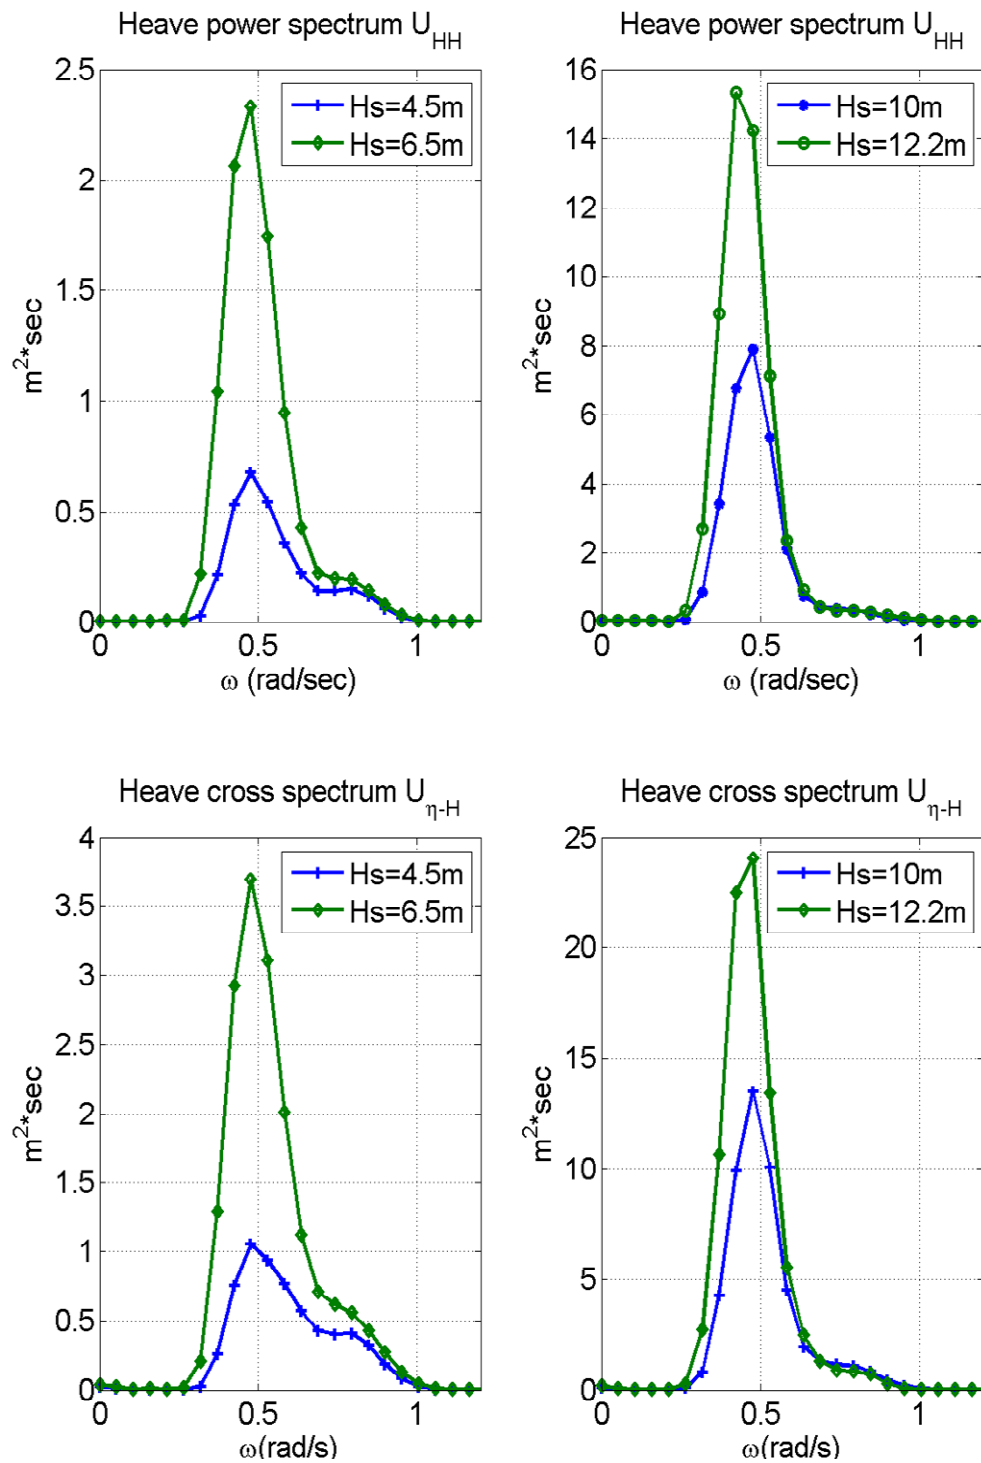 Heave power spectrum U_HH
2.5
2
1.5
1
0.5
0
m²*sec
Hs=4.5m
Hs=6.5m
0 0.5 1
ω (rad/sec)
Heave power spectrum U_HH
16
14
12
10
8
6
4
2
0
m²*sec
Hs=10m
Hs=12.2m
0 0.5 1
ω (rad/sec)
Heave cross spectrum U_η-H
4
3.5
3
2.5
2
1.5
1
0.5
0
m²*sec
Hs=4.5m
Hs=6.5m
0 0.5 1
ω(rad/s)
Heave cross spectrum U_η-H
25
20
15
10
5
0
m²*sec
Hs=10m
Hs=12.2m
0 0.5 1
ω(rad/s)